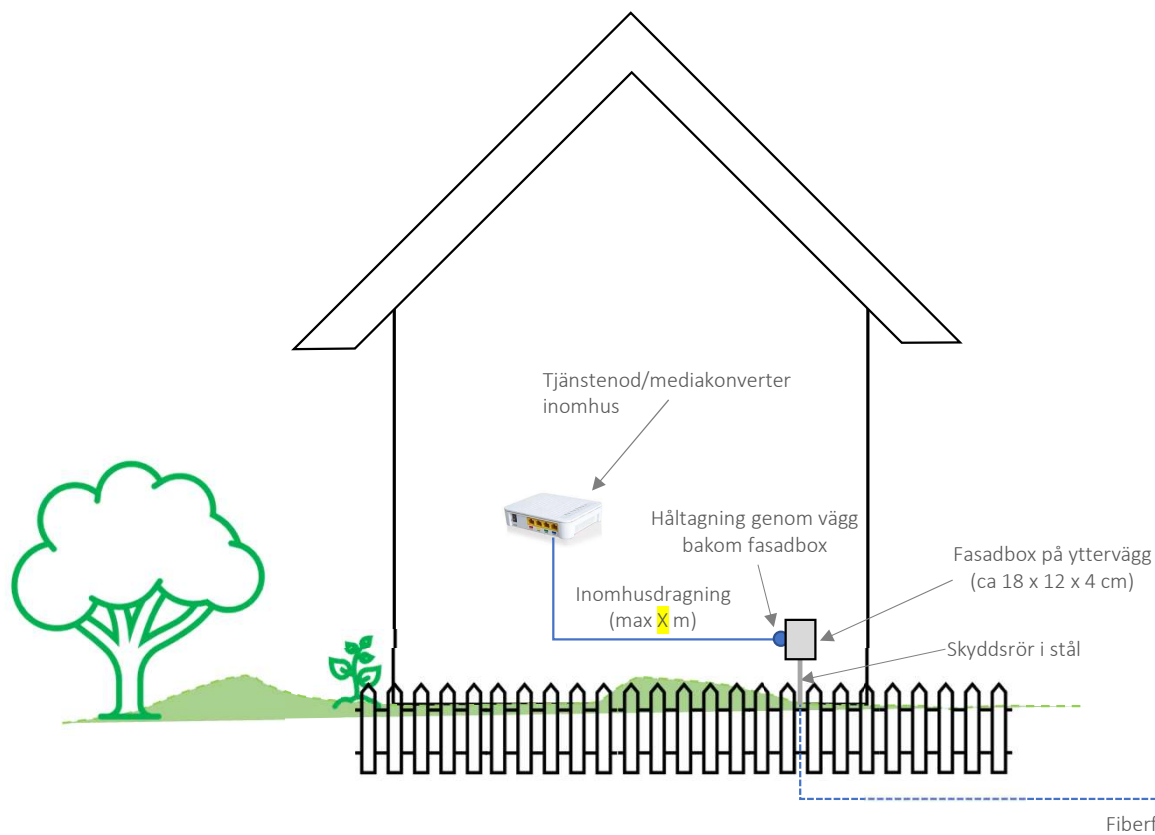 Tjänstenod/mediakonverter
inomhus
Håltagning genom vägg
bakom fasadbox
Fasadbox på yttervägg
(ca 18 x 12 x 4 cm)
Inomhusdragning
(max X m)
Skyddsrör i stål
Fiberf